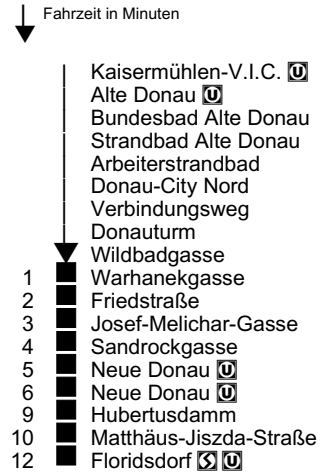 Fahrzeit in Minuten
Kaisermühlen-V.I.C. U
Alte Donau U
Bundesbad Alte Donau
Strandbad Alte Donau
Arbeiterstrandbad
Donau-City Nord
Verbindungsweg
Donauturm
Wildbadgasse
1 Warhanekgasse
2 Friedstraße
3 Josef-Melichar-Gasse
4 Sandrockgasse
5 Neue Donau U
6 Neue Donau U
9 Hubertusdamm
10 Matthäus-Jiszda-Straße
12 Floridsdorf S U